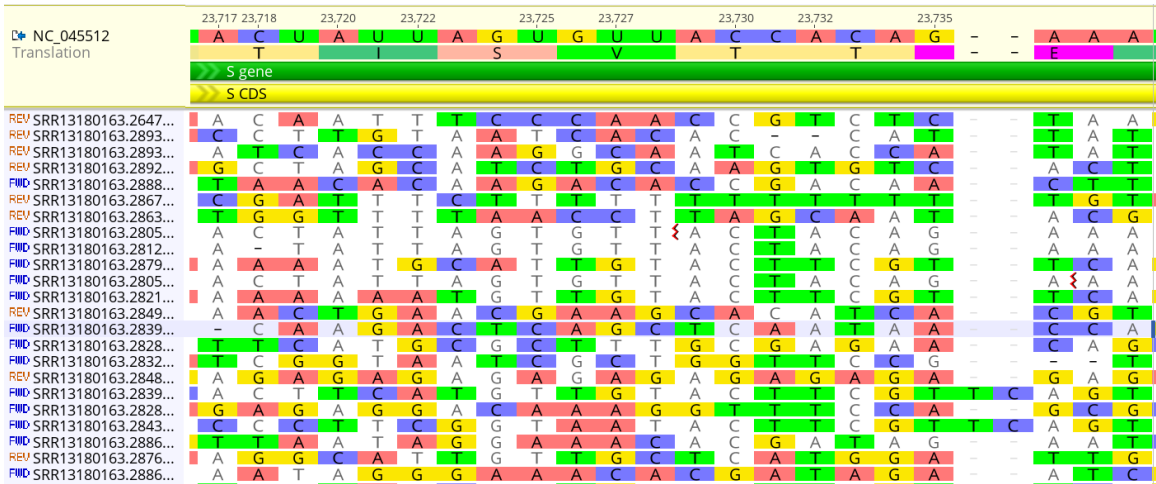 23,717 23,718 23,720 23,722 23,725 23,727 23,730 23,732 23,735
NC_045512 A C U A U U A G U G U U A C C A C A G - - A A A
Translation T I S V T T E
S gene
S CDS
REV SRR13180163.2647... A C A A T T T C C C A A C C G T C T C - - T A A
REV SRR13180163.2893... C C T T G T A A T C A C A C - - C A T - - T A T
REV SRR13180163.2893... A T C A C C A A G G C A A T C A C C A - - T A T
REV SRR13180163.2892... G C T A G C A T C T G C A A G T G T C - - A C T
FWD SRR13180163.2888... T A A C A C A A G A C A C C G A C A A - - C T T
REV SRR13180163.2867... C G A T T T C T T T T T T T T T T T T - - T G T
REV SRR13180163.2863... T G G T T T T A A C C T T A G C A A T - - A C G
FWD SRR13180163.2805... A C T A T T A G T G T T A C T A C A G - - A A A
FWD SRR13180163.2812... A - T A T T A G T G T T A C T A C A G - - A A A
REV SRR13180163.2879... A A A A T G C A T T G T A C T T C G T - - T C A
FWD SRR13180163.2805... A C T A T T A G T G T T A C T A C A G - - A A A
FWD SRR13180163.2821... A A A A A A T G T T G T A C T T C G T - - T C A
REV SRR13180163.2849... A A C T G A A C G A A G C A C A T C A - - C G T
FWD SRR13180163.2839... - C A A G A C T C A G C T C A A T A A - - C C A
FWD SRR13180163.2828... T T C A T G C G C T T T G C G A G A A - - C A G
FWD SRR13180163.2832... T C G G T A A T C G C T G G T T C C G - - - - T
REV SRR13180163.2848... A G A G A G A G A G A G A G A G A G A - - G A G
FWD SRR13180163.2839... A C T T C A T G T T G T A C T T C G T T C A G T
FWD SRR13180163.2828... G A G A G G A C A A A G G T T T C C A - - G C G
FWD SRR13180163.2843... C C C T T C G G T A A T A C T T C G T T C A G T
FWD SRR13180163.2886... T T A A T A G G A A A C A C G A T A G - - A A T
REV SRR13180163.2876... A G G C A T T G T T G C T C A T G G A - - T T G
FWD SRR13180163.2886... A A T A G G G A A A C A C G A T A G A - - A T C